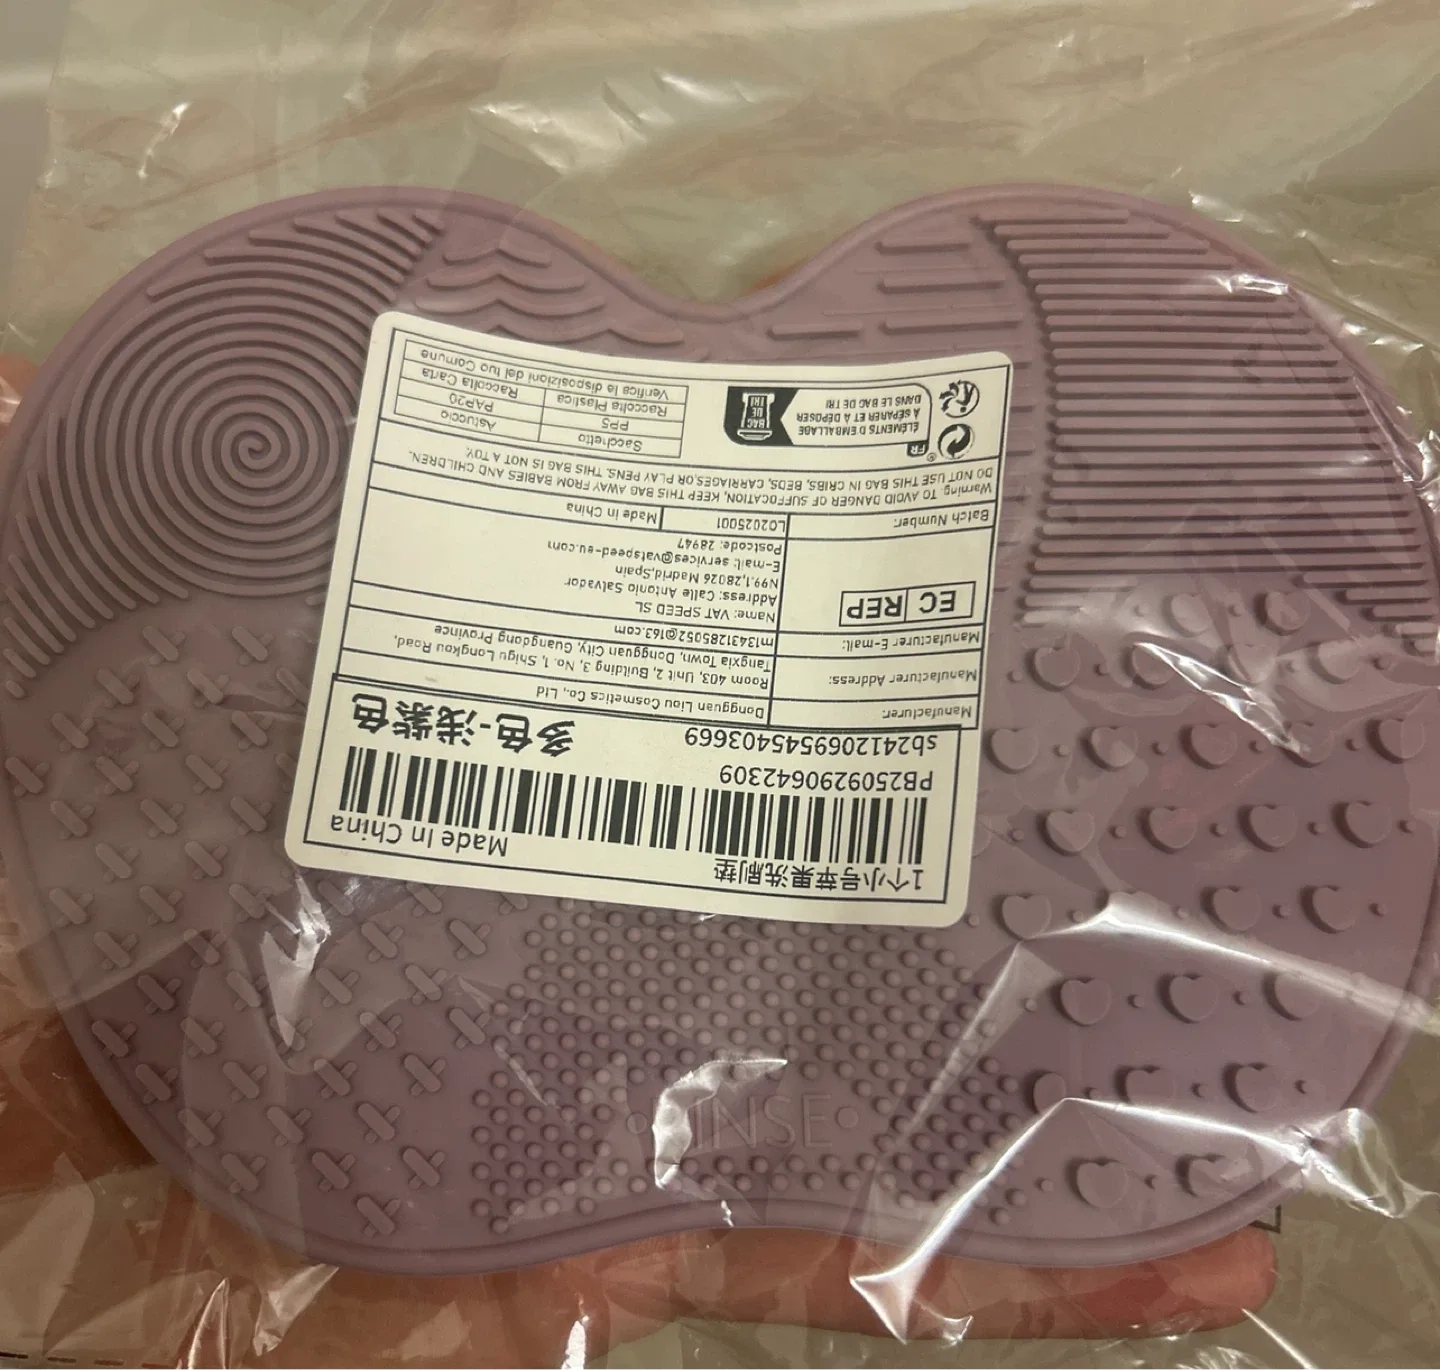 1个小号苹果洗刷垫
Made In China
PB2509290642309
sb2412069545403669
多色-浅紫色
Manufacturer:
Dongguan Liou Cosmetics Co., Ltd
Manufacturer Address:
Room 403, Unit 2, Building 3, No. 1, Shigu Longkou Road,
Tangxia Town, Dongguan City, Guangdong Province
Manufacturer E-mail:
m13431285052@163.com
EC REP
Name: VAT SPEED SL
Address: Calle Antonio Salvador
N99.1,28026 Madrid,Spain
E-mail: services@vatspeed-eu.com
Postcode: 28947
Batch Number:
LO2025001
Made in China
Warning: TO AVOID DANGER OF SUFFOCATION, KEEP THIS BAG AWAY FROM BABIES AND CHILDREN.
DO NOT USE THIS BAG IN CRIBS, BEDS, CARRIAGES,OR PLAY PENS. THIS BAG IS NOT A TOY.
FR
ÉLÉMENTS D'EMBALLAGE
À SÉPARER ET À DÉPOSER
DANS LE BAC DE TRI
BAC
DE
TRI
Sacchetto
Astuccio
PP5
PAP20
Raccolta Plastica
Raccolta Carta
Verifica le disposizioni del tuo Comune
RINSE